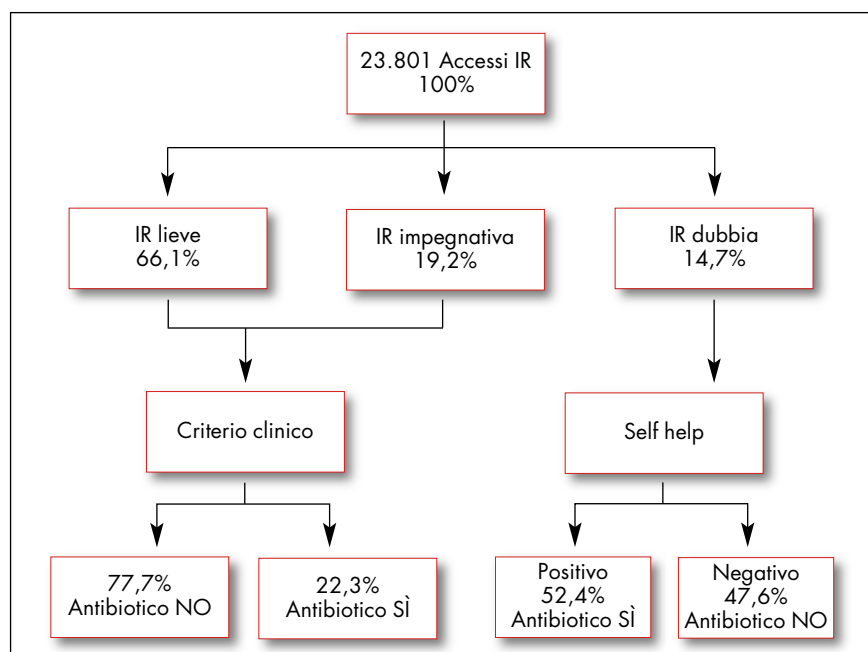 23.801 Accessi IR
100%
IR lieve
66,1%
IR impegnativa
19,2%
IR dubbia
14,7%
Criterio clinico
Self help
77,7%
Antibiotico NO
22,3%
Antibiotico SÌ
Positivo
52,4%
Antibiotico SÌ
Negativo
47,6%
Antibiotico NO